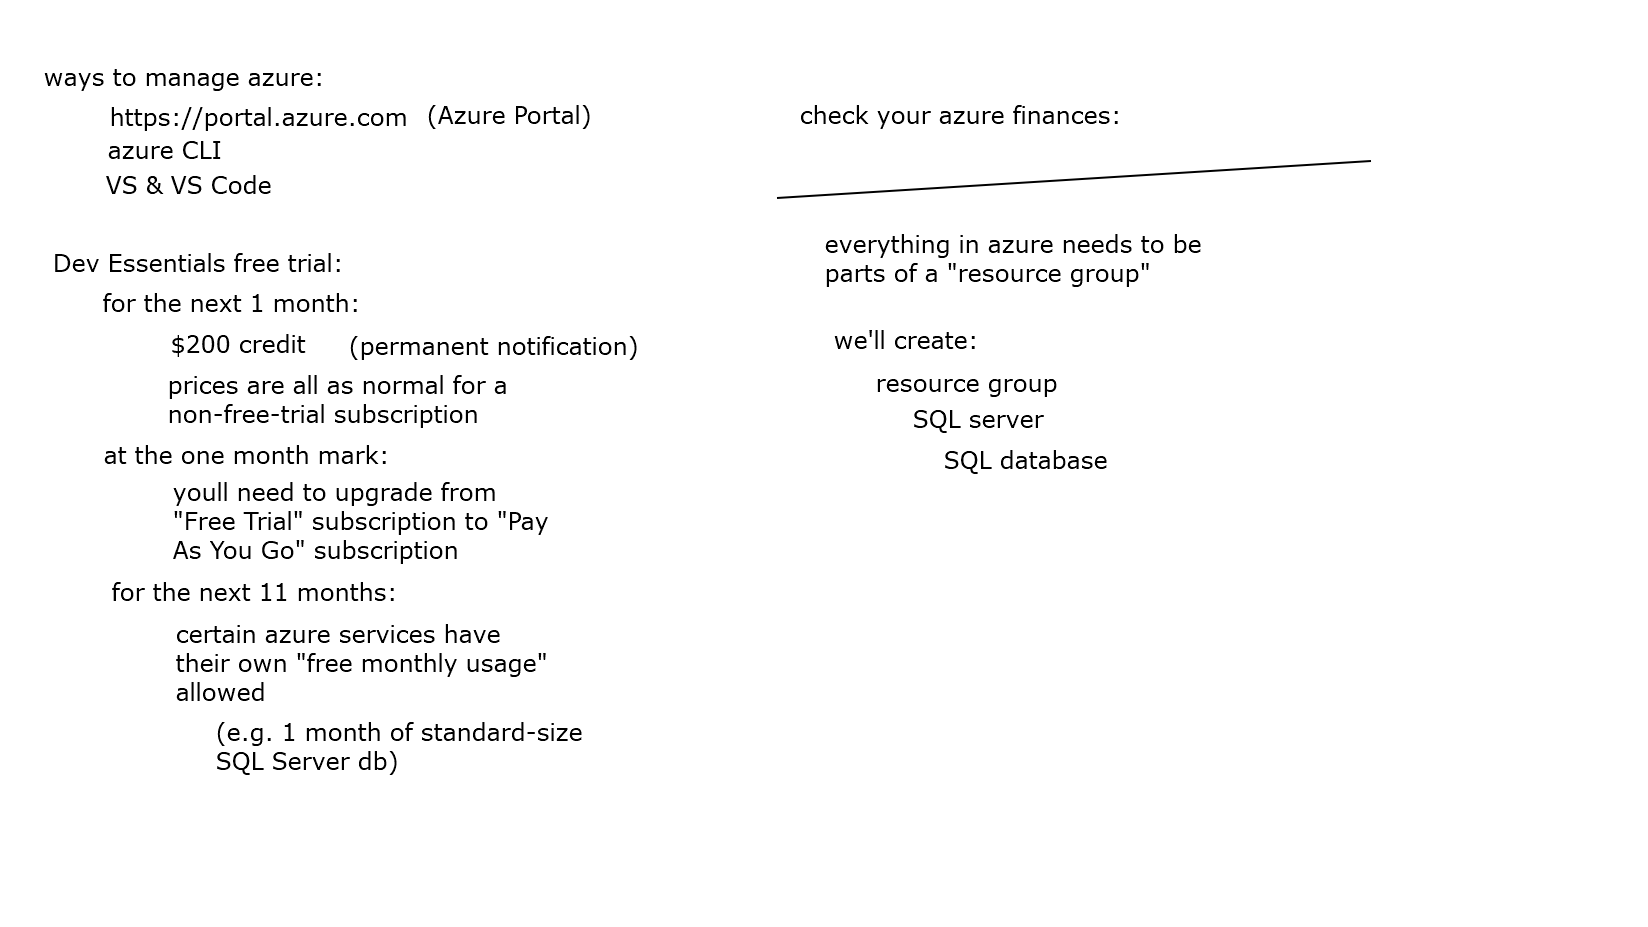 ways to manage azure:
https://portal.azure.com (Azure Portal)
azure CLI
VS & VS Code
Dev Essentials free trial:
for the next 1 month:
$200 credit (permanent notification)
prices are all as normal for a
non-free-trial subscription
at the one month mark:
youll need to upgrade from
"Free Trial" subscription to "Pay
As You Go" subscription
for the next 11 months:
certain azure services have
their own "free monthly usage"
allowed
(e.g. 1 month of standard-size
SQL Server db)
check your azure finances:
everything in azure needs to be
parts of a "resource group"
we'll create:
resource group
SQL server
SQL database